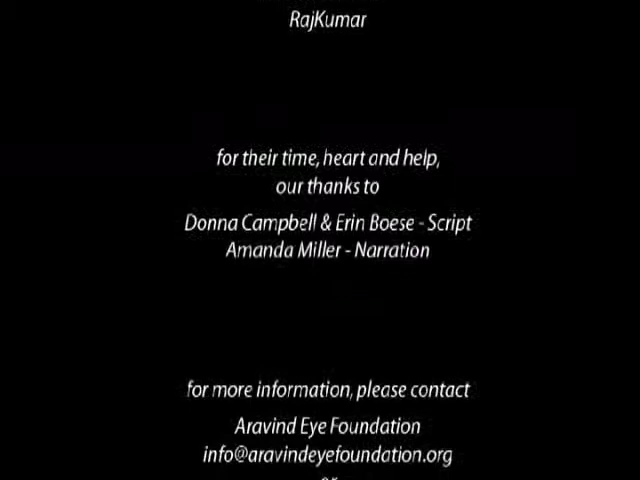 RajKumar
for their time, heart and help,
our thanks to
Donna Campbell & Erin Boese - Script
Amanda Miller - Narration
for more information, please contact
Aravind Eye Foundation
info@aravindeyefoundation.org